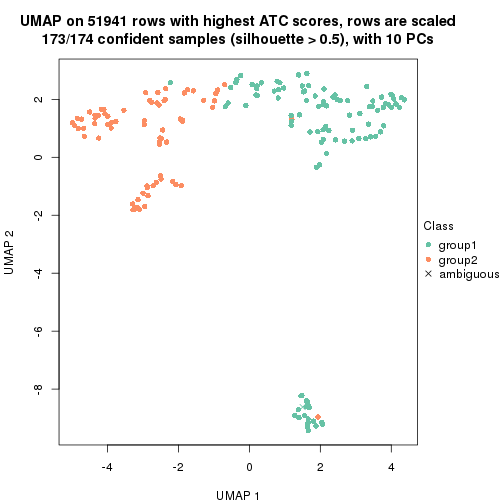 UMAP on 51941 rows with highest ATC scores, rows are scaled
173/174 confident samples (silhouette > 0.5), with 10 PCs
2
0
-2
-4
-6
-8
UMAP 2
-4
-2
0
2
4
UMAP 1
Class
group1
group2
ambiguous